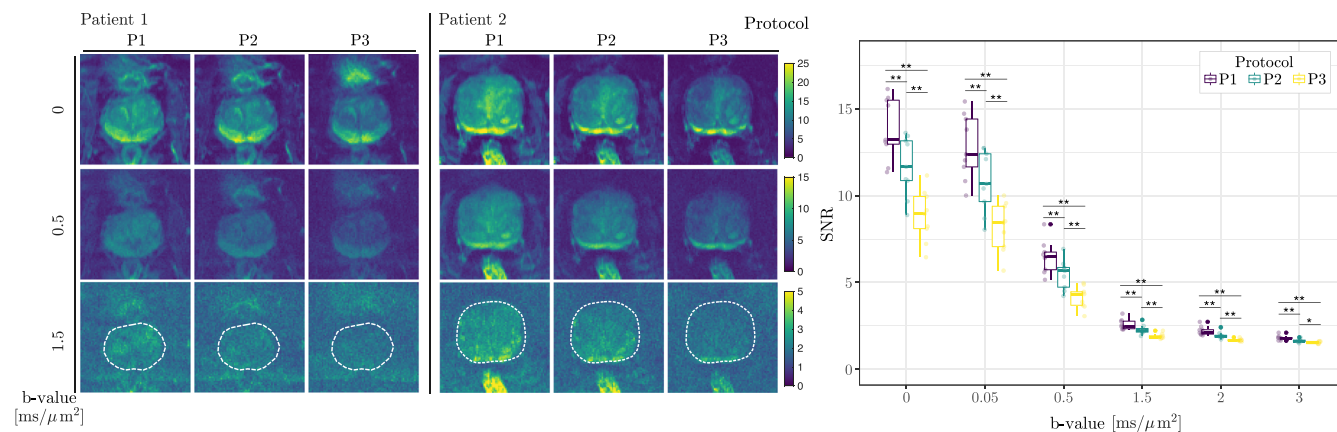 Patient 1 Patient 2 Protocol
P1 P2 P3 P1 P2 P3
0
0.5
1.5
b-value
[ms/μm²]
25
20
15
10
5
0
15
10
5
0
5
4
3
2
1
0
Protocol
P1 P2 P3
** ** ** ** ** **
** ** ** ** ** **
** ** ** ** ** *
SNR
15
10
5
0
0 0.05 0.5 1.5 2 3
b-value [ms/μm²]